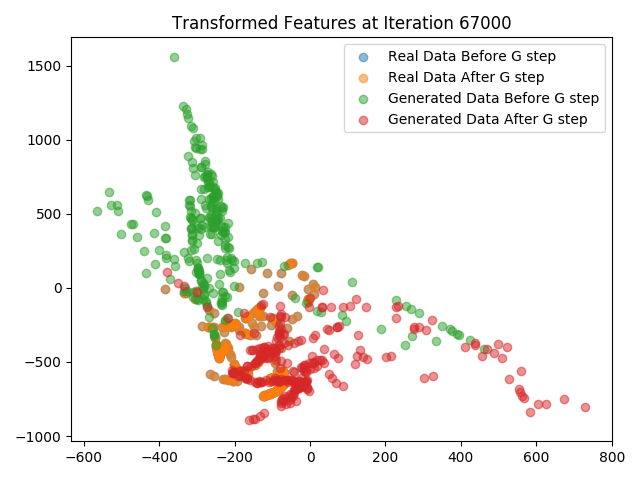 Transformed Features at Iteration 67000
Real Data Before G step
Real Data After G step
Generated Data Before G step
Generated Data After G step
1500
1000
500
0
−500
−1000
−600 −400 −200 0 200 400 600 800